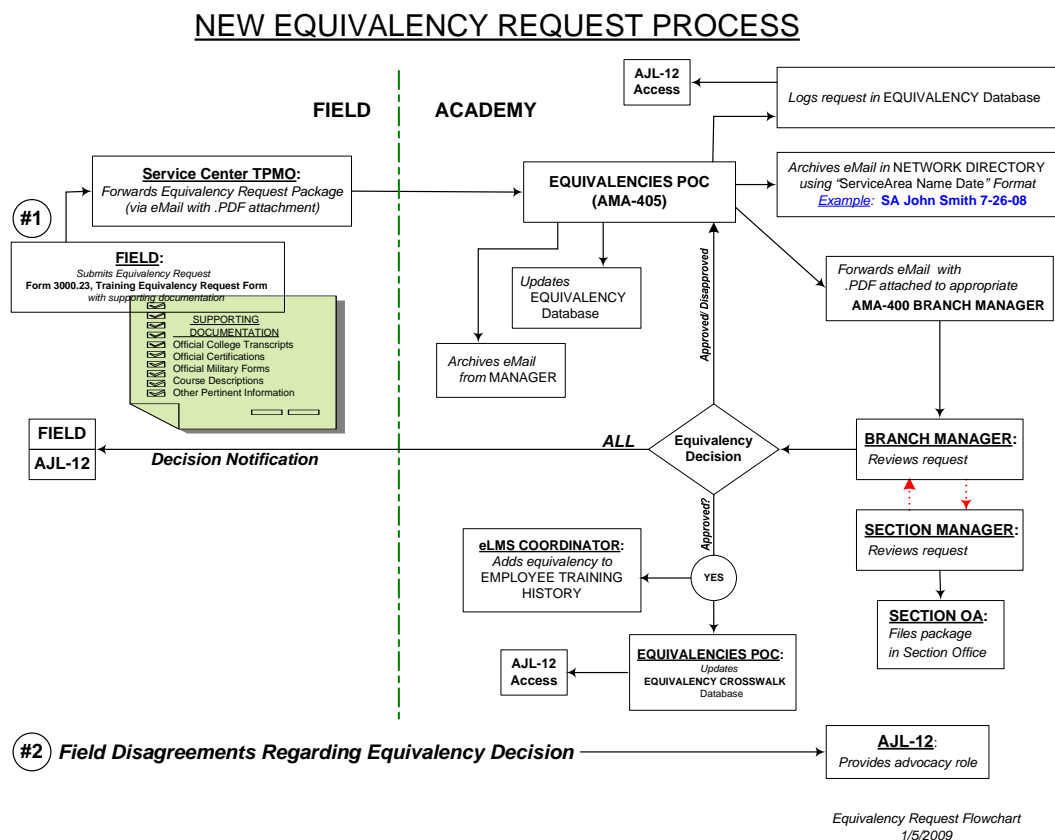 NEW EQUIVALENCY REQUEST PROCESS
FIELD
ACADEMY
AJL-12
Access
Logs request in EQUIVALENCY Database
Service Center TPMO:
Forwards Equivalency Request Package
(via eMail with .PDF attachment)
EQUIVALENCIES POC
(AMA-405)
Archives eMail in NETWORK DIRECTORY
using “ServiceArea Name Date” Format
Example: SA John Smith 7-26-08
#1
FIELD:
Submits Equivalency Request
Form 3000.23, Training Equivalency Request Form
with supporting documentation
SUPPORTING
DOCUMENTATION
Official College Transcripts
Official Certifications
Official Military Forms
Course Descriptions
Other Pertinent Information
Updates
EQUIVALENCY
Database
Archives eMail
from MANAGER
Approved/ Disapproved
Forwards eMail with
.PDF attached to appropriate
AMA-400 BRANCH MANAGER
FIELD
AJL-12
Decision Notification
ALL
Equivalency
Decision
BRANCH MANAGER:
Reviews request
Approved?
SECTION MANAGER:
Reviews request
eLMS COORDINATOR:
Adds equivalency to
EMPLOYEE TRAINING
HISTORY
YES
SECTION OA:
Files package
in Section Office
AJL-12
Access
EQUIVALENCIES POC:
Updates
EQUIVALENCY CROSSWALK
Database
#2 Field Disagreements Regarding Equivalency Decision
AJL-12:
Provides advocacy role
Equivalency Request Flowchart
1/5/2009